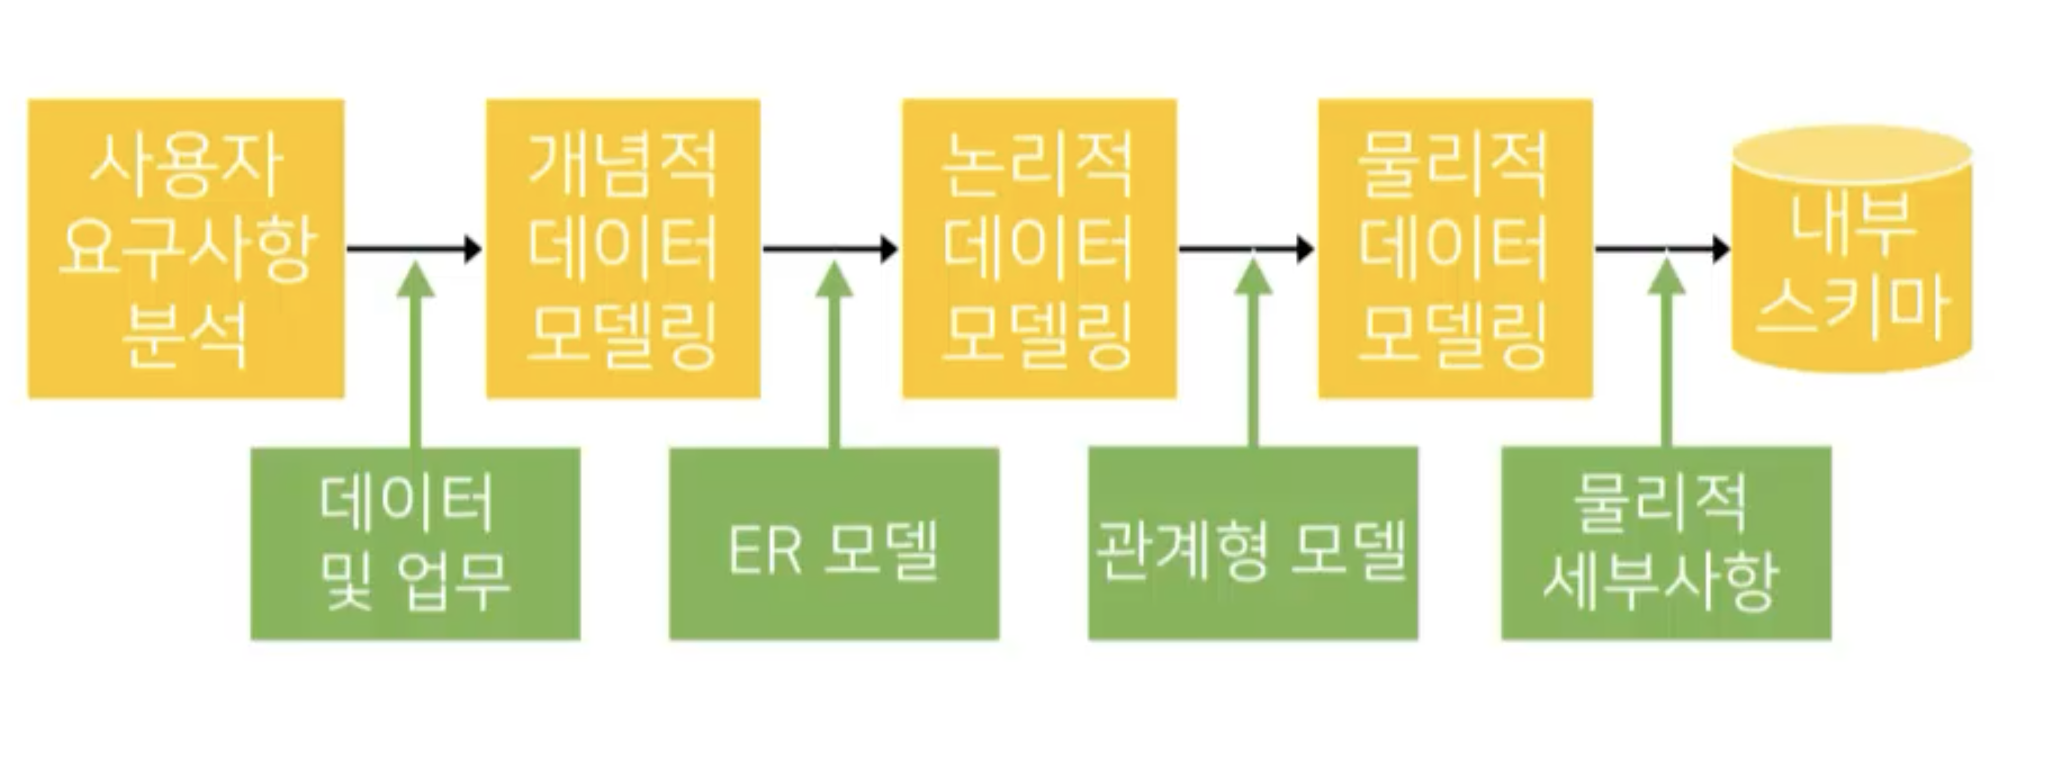 사용자
요구사항
분석
개념적
데이터
모델링
논리적
데이터
모델링
물리적
데이터
모델링
내부
스키마
데이터
및 업무
ER 모델
관계형 모델
물리적
세부사항